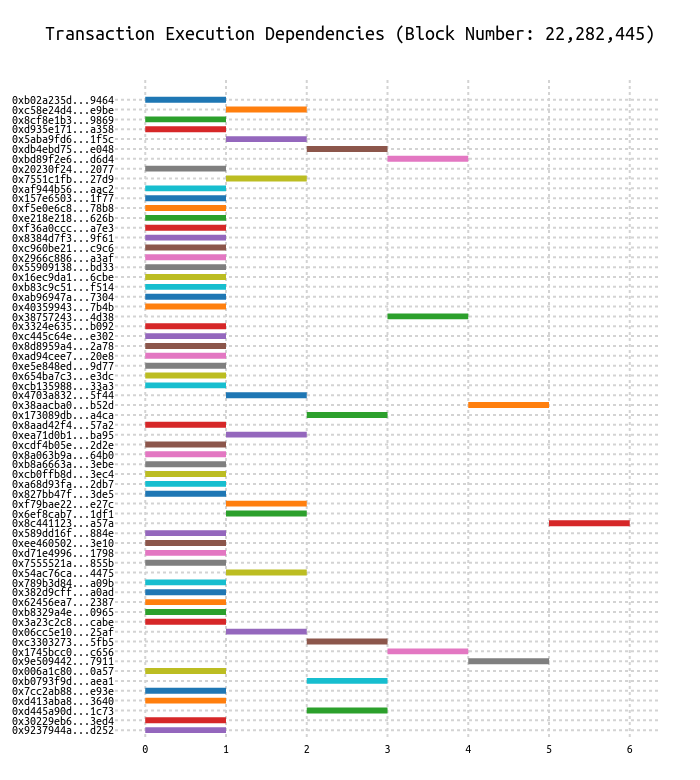 Transaction Execution Dependencies (Block Number: 22,282,445)
0xb02a235d...9464
0xc58e24d4...e9be
0x8cf8e1b3...9869
0xd935e171...a358
0x5aba9fd6...1f5c
0xdb4ebd75...e048
0xbd89f2e6...d6d4
0x20230f24...2077
0x7551c1fb...27d9
0xaf944b56...aac2
0x157e6503...1f77
0xf5e0e6c8...78b8
0xe218e218...626b
0xf36a0ccc...a7e3
0x8384d7f3...9f61
0xc960be21...c9c6
0x2966c886...a3af
0x55909138...bd33
0x16ec9da1...6cbe
0xb83c9c51...f514
0xab96947a...7304
0x40359943...7b4b
0x38757243...4d38
0x3324e635...b092
0xc445c64e...e302
0x8d8959a4...2a78
0xad94cee7...20e8
0xe5e848ed...9d77
0x654ba7c3...e3dc
0xcb135988...33a3
0x4703a832...5f44
0x38aacba0...b52d
0x173089db...a4ca
0x8aad42f4...57a2
0xea71d0b1...ba95
0xcdf4b05e...2d2e
0x8a063b9a...64b0
0xb8a6663a...3ebe
0xcb0ffb8d...3ec4
0xa68d93fa...2db7
0x827bb47f...3de5
0xf79bae22...e27c
0x6ef8cab7...1df1
0x8c441123...a57a
0x589dd16f...884e
0xee460502...3e10
0xd71e4996...1798
0x7555521a...855b
0x54ac76ca...4475
0x789b3d84...a09b
0x382d9cff...a0ad
0x62456ea7...2387
0xb8329a4e...0965
0x3a23c2c8...cabe
0x06cc5e10...25af
0xc3303273...5fb5
0x1745bcc0...c656
0x9e509442...7911
0x006a1c80...0a57
0xb0793f9d...aea1
0x7cc2ab88...e93e
0xd413aba8...3640
0xd445a90d...1c73
0x30229eb6...3ed4
0x9237944a...d252
0 1 2 3 4 5 6